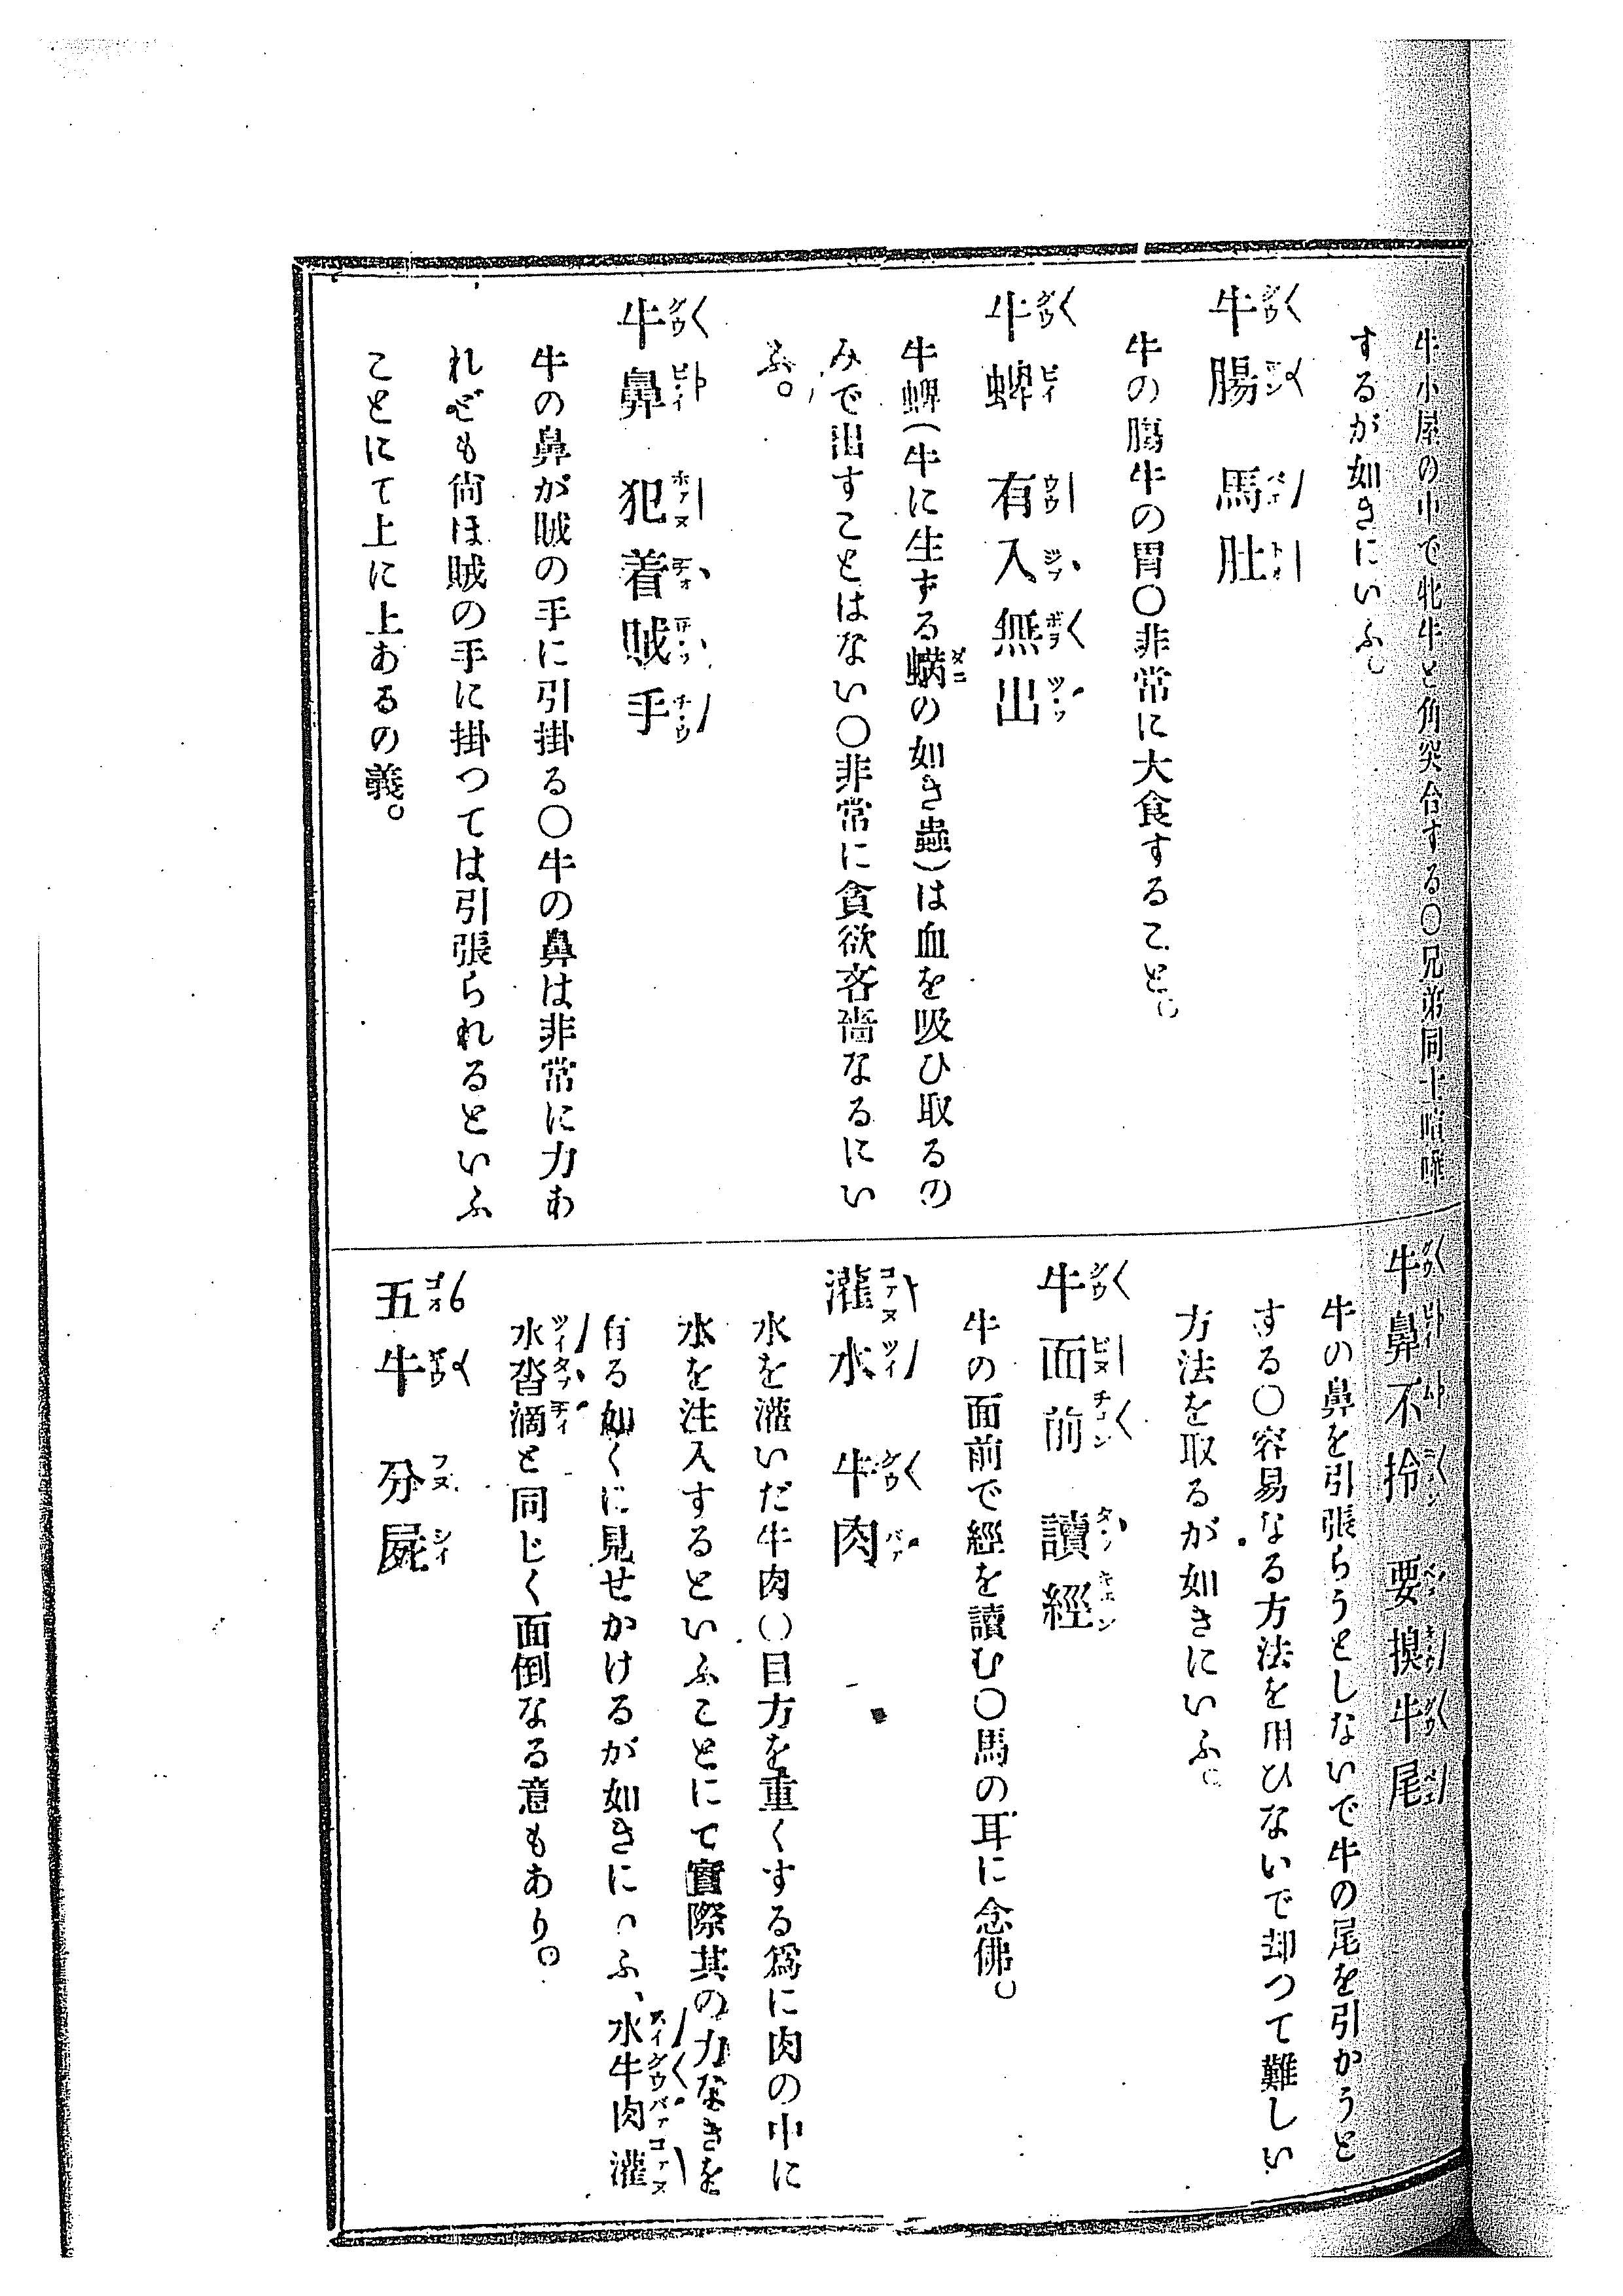 牛小屋の中で牝牛と角突合する〇兄弟同士喧嘩
するが如きにいふ。
牛腸 馬肚
牛の腸牛の胃〇非常に大食すること。
牛蜱 有入無出
牛蜱(牛に生ずる蟎の如き蟲)は血を吸ひ取るの
みで出すことはない〇非常に貪欲吝嗇なるにい
ふ。
牛鼻 犯着賊手
牛の鼻が賊の手に引掛る〇牛の鼻は非常に力あ
れども尙ほ賊の手に掛つては引張られるといふ
ことにて上に上あるの義。
牛鼻不拎 要摸牛尾
牛の鼻を引張らうとしないで牛の尾を引かうと
する〇容易なる方法を用ひないで却つて難しい
方法を取るが如きにいふ。
牛面前 讀經
牛の面前で經を讀む〇馬の耳に念佛。
灌水 牛肉
水を灌いだ牛肉〇目方を重くする爲に肉の中に
水を注入するといふことにて實際其の力なきを
有る如くに見せかけるが如きにいふ、水牛肉灌
水沓滴と同じく面倒なる意もあり。
五牛 分屍